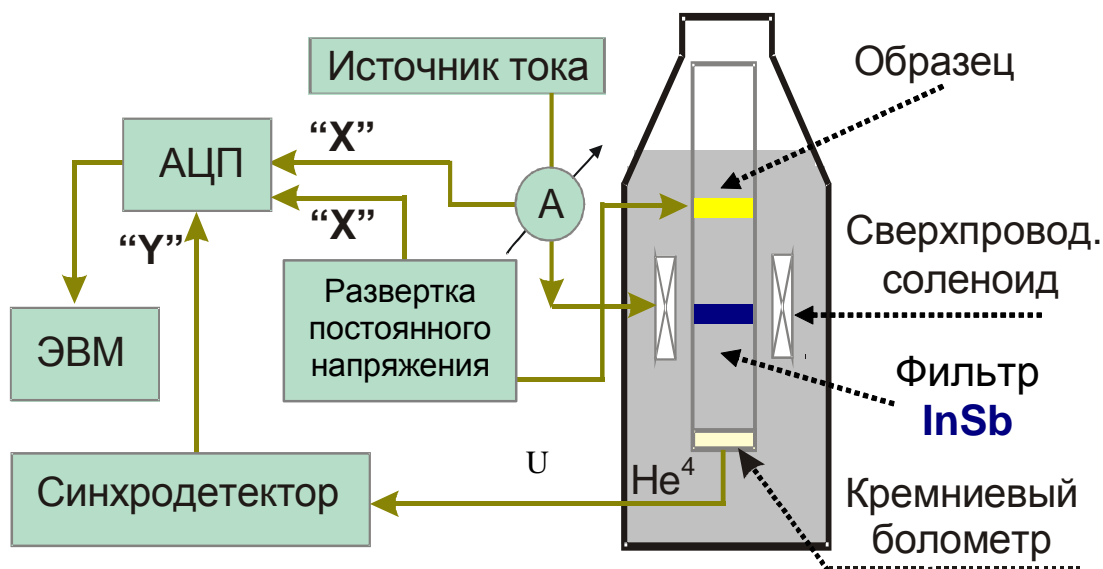 Источник тока
Образец
“X”
АЦП
А
“X”
“Y”
Сверхпровод.
соленоид
Развертка
постоянного
напряжения
ЭВМ
Фильтр
InSb
U
He⁴
Синхродетектор
Кремниевый
болометр